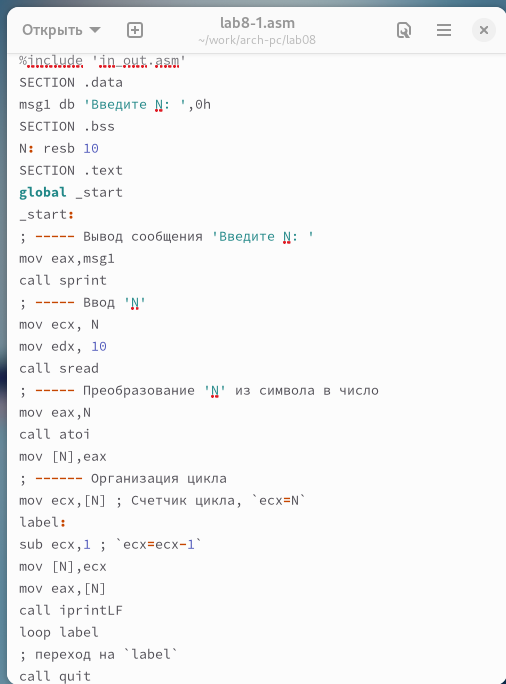 Открыть
lab8-1.asm
~/work/arch-pc/lab08
%include 'in_out.asm'
SECTION .data
msg1 db 'Введите N: ',0h
SECTION .bss
N: resb 10
SECTION .text
global _start
_start:
; ----- Вывод сообщения 'Введите N: '
mov eax,msg1
call sprint
; ----- Ввод 'N'
mov ecx, N
mov edx, 10
call sread
; ----- Преобразование 'N' из символа в число
mov eax,N
call atoi
mov [N],eax
; ------ Организация цикла
mov ecx,[N] ; Счетчик цикла, `ecx=N`
label:
sub ecx,1 ; `ecx=ecx-1`
mov [N],ecx
mov eax,[N]
call iprintLF
loop label
; переход на `label`
call quit